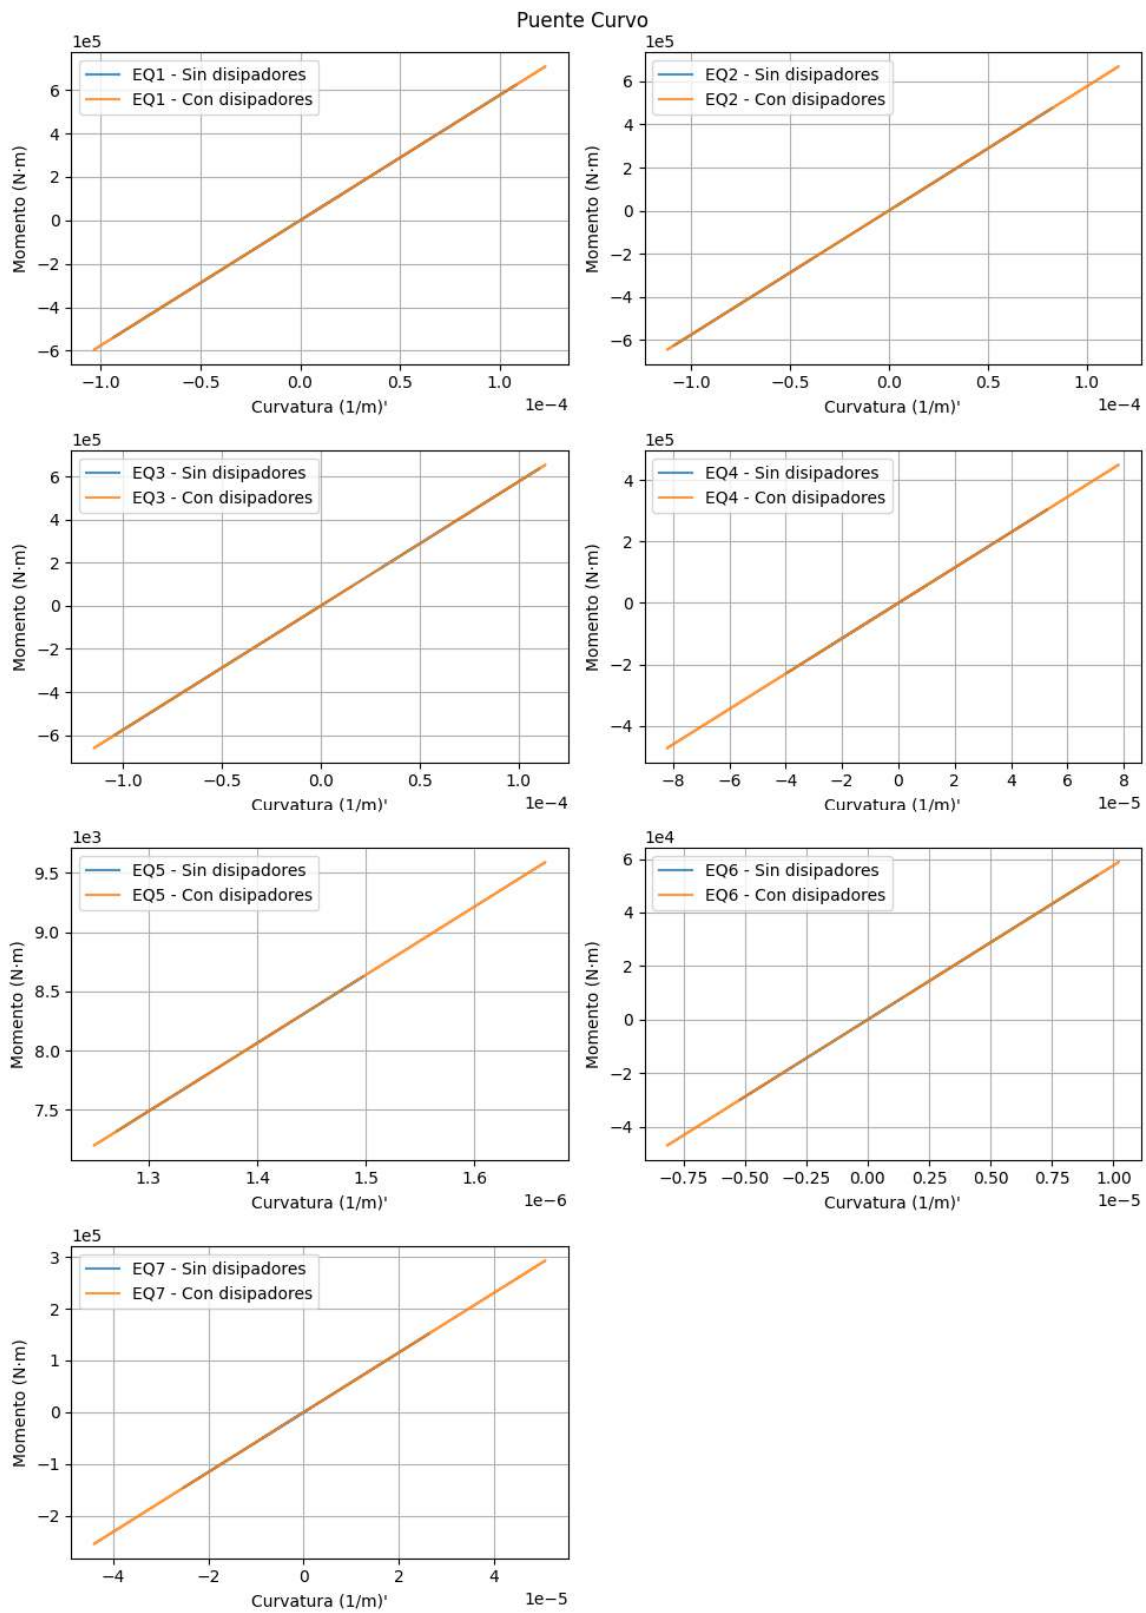 Puente Curvo
1e5
EQ1 - Sin disipadores
EQ1 - Con disipadores
Momento (N·m)
6
4
2
0
−2
−4
−6
−1.0 −0.5 0.0 0.5 1.0
1e−4
Curvatura (1/m)'
1e5
EQ2 - Sin disipadores
EQ2 - Con disipadores
Momento (N·m)
6
4
2
0
−2
−4
−6
−1.0 −0.5 0.0 0.5 1.0
1e−4
Curvatura (1/m)'
1e5
EQ3 - Sin disipadores
EQ3 - Con disipadores
Momento (N·m)
6
4
2
0
−2
−4
−6
−1.0 −0.5 0.0 0.5 1.0
1e−4
Curvatura (1/m)'
1e5
EQ4 - Sin disipadores
EQ4 - Con disipadores
Momento (N·m)
4
2
0
−2
−4
−8 −6 −4 −2 0 2 4 6 8
1e−5
Curvatura (1/m)'
1e3
EQ5 - Sin disipadores
EQ5 - Con disipadores
Momento (N·m)
9.5
9.0
8.5
8.0
7.5
1.3 1.4 1.5 1.6
1e−6
Curvatura (1/m)'
1e4
EQ6 - Sin disipadores
EQ6 - Con disipadores
Momento (N·m)
6
4
2
0
−2
−4
−0.75 −0.50 −0.25 0.00 0.25 0.50 0.75 1.00
1e−5
Curvatura (1/m)'
1e5
EQ7 - Sin disipadores
EQ7 - Con disipadores
Momento (N·m)
3
2
1
0
−1
−2
−4 −2 0 2 4
1e−5
Curvatura (1/m)'